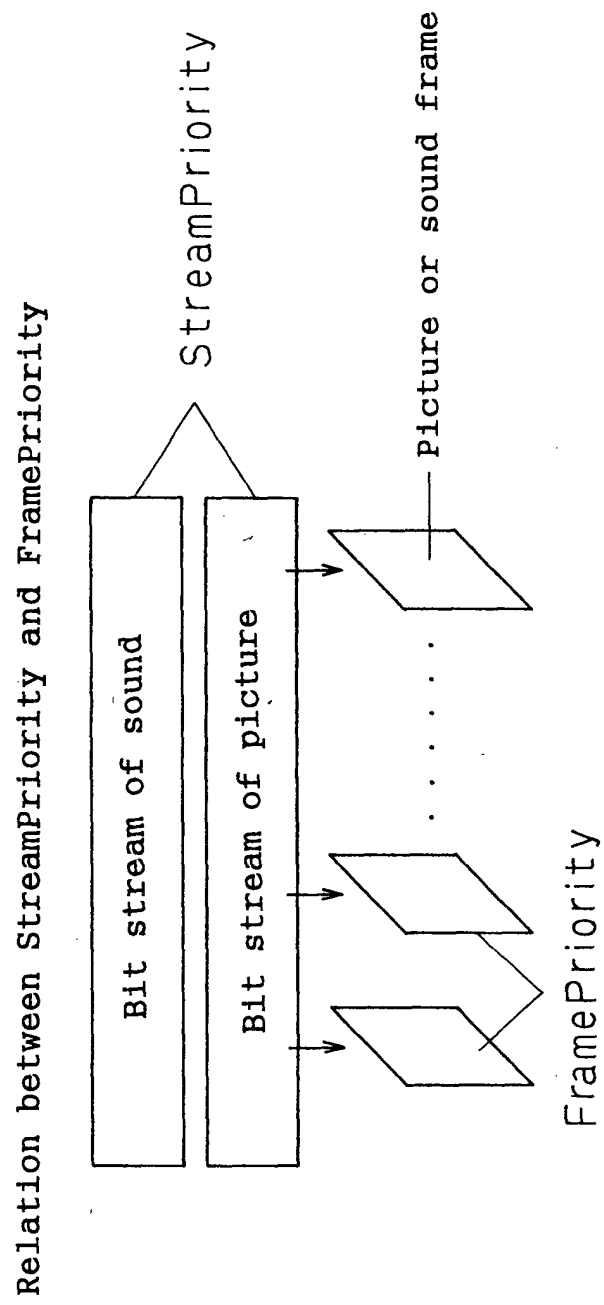 Relation between StreamPriority and FramePriority
Bit stream of sound
StreamPriority
Bit stream of picture
Picture or sound frame
FramePriority